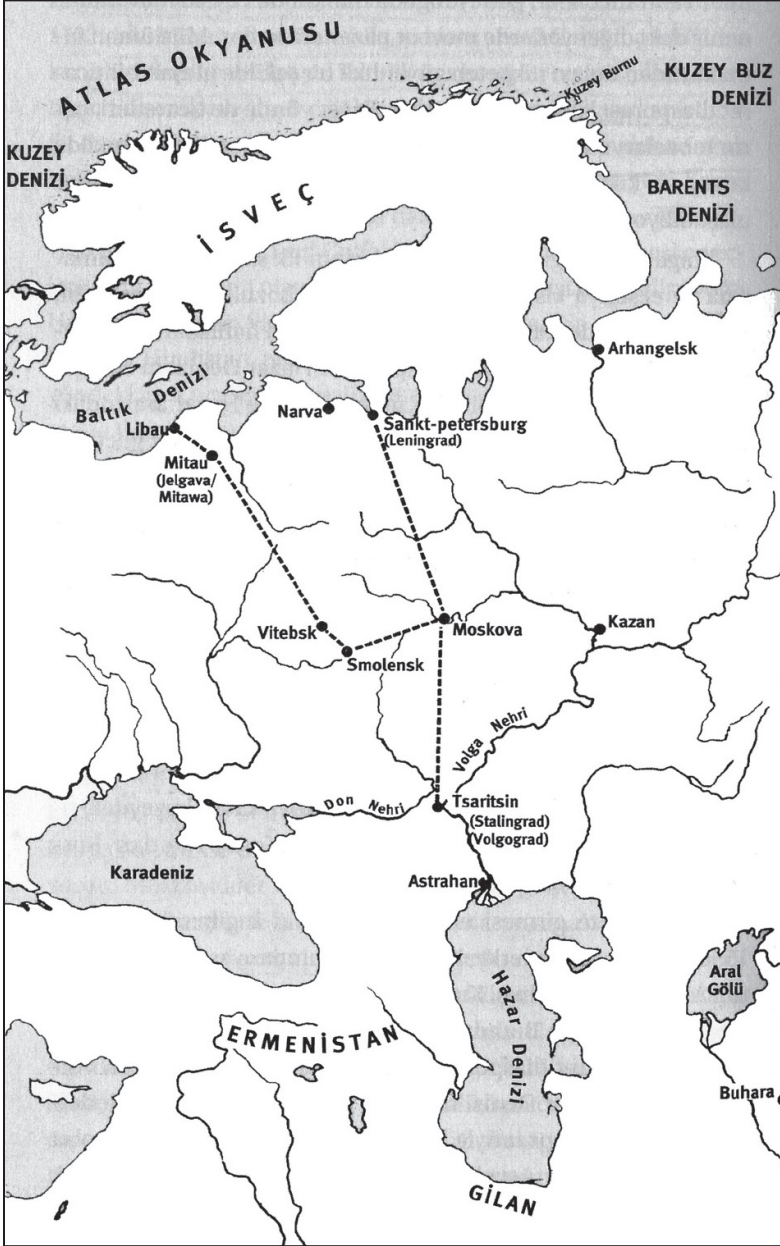 ATLAS OKYANUSU
Kuzey Burnu
KUZEY BUZ
DENİZİ
KUZEY
DENİZİ
İSVEÇ
BARENTS
DENİZİ
Arhangelsk
Baltık Denizi
Narva
Sankt-petersburg
(Leningrad)
Libau
Mitau
(Jelgava/
Mitawa)
Vitebsk
Smolensk
Moskova
Kazan
Volga Nehri
Don Nehri
Tsaritsin
(Stalingrad)
Volgograd)
Karadeniz
Astrahan
Hazar Denizi
Aral
Gölü
ERMENİSTAN
Buhara
GİLAN